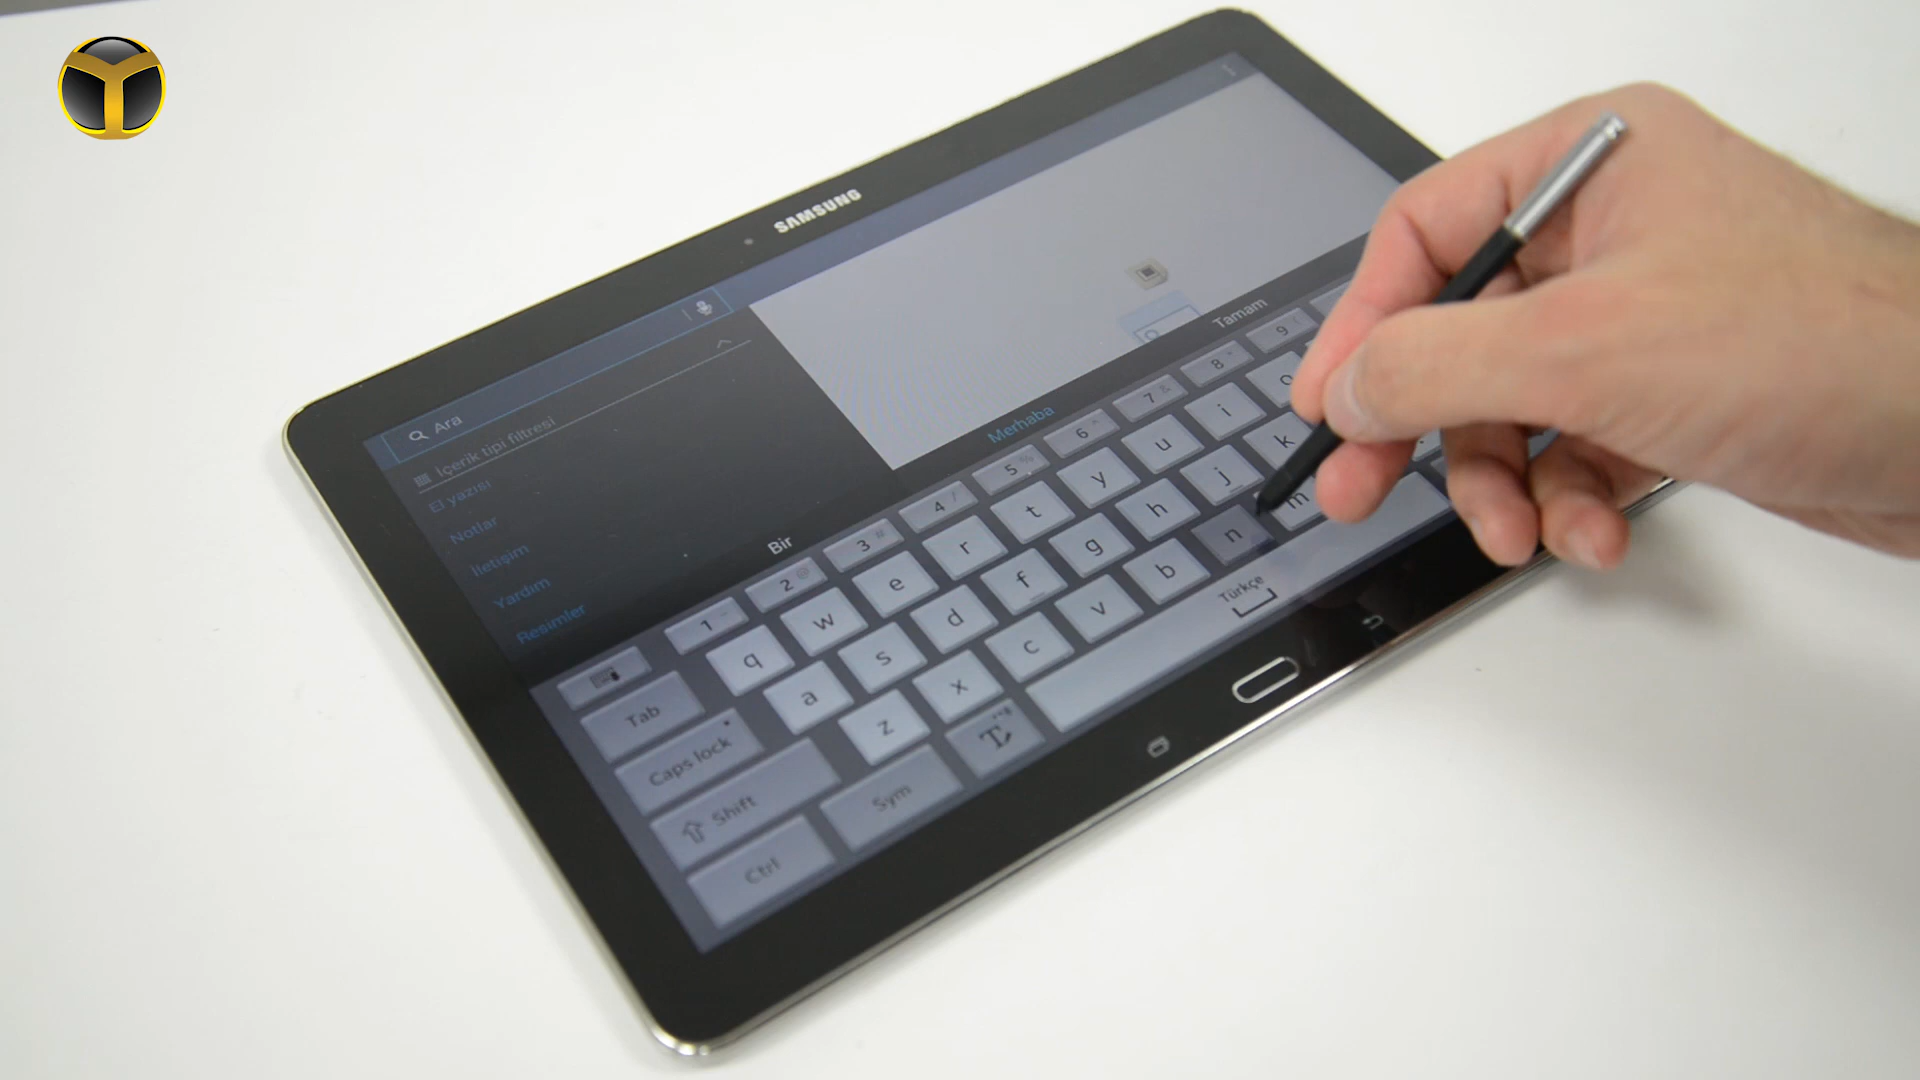 SAMSUNG
Ara
İçerik tipi filtresi
El yazısı
Notlar
İletişim
Yardım
Resimler
Bir Merhaba Tamam
1 2 @ 3 # 4 / 5 % 6 ^ 7 & 8 * 9 (
Tab q w e r t y u i o
Caps lock a s d f g h j k
Shift z x c v b n m
Ctrl Sym Türkçe